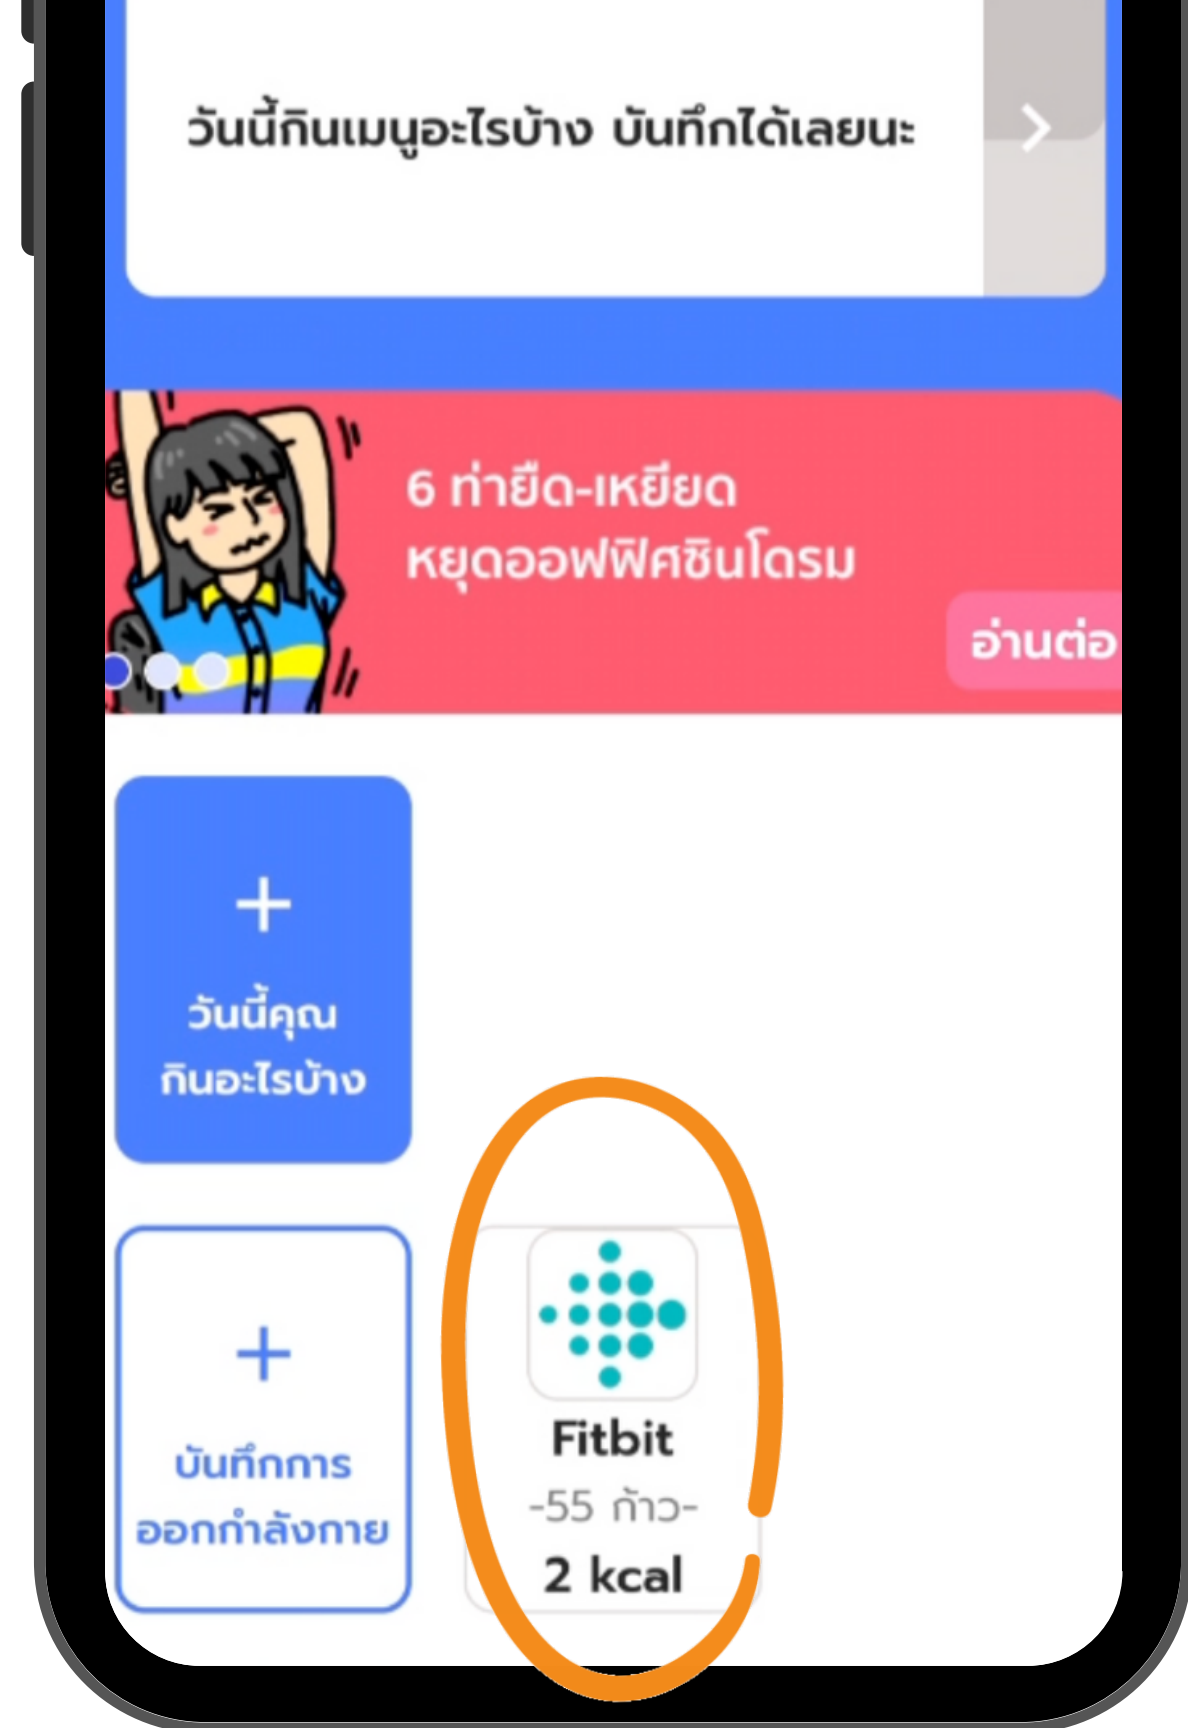 วันนี้กินเมนูอะไรบ้าง บันทึกได้เลยนะ
6 ท่ายืด-เหยียด
หยุดออฟฟิศซินโดรม
อ่านต่อ
วันนี้คุณ
กินอะไรบ้าง
บันทึกการ
ออกกำลังกาย
Fitbit
-55 ก้าว-
2 kcal